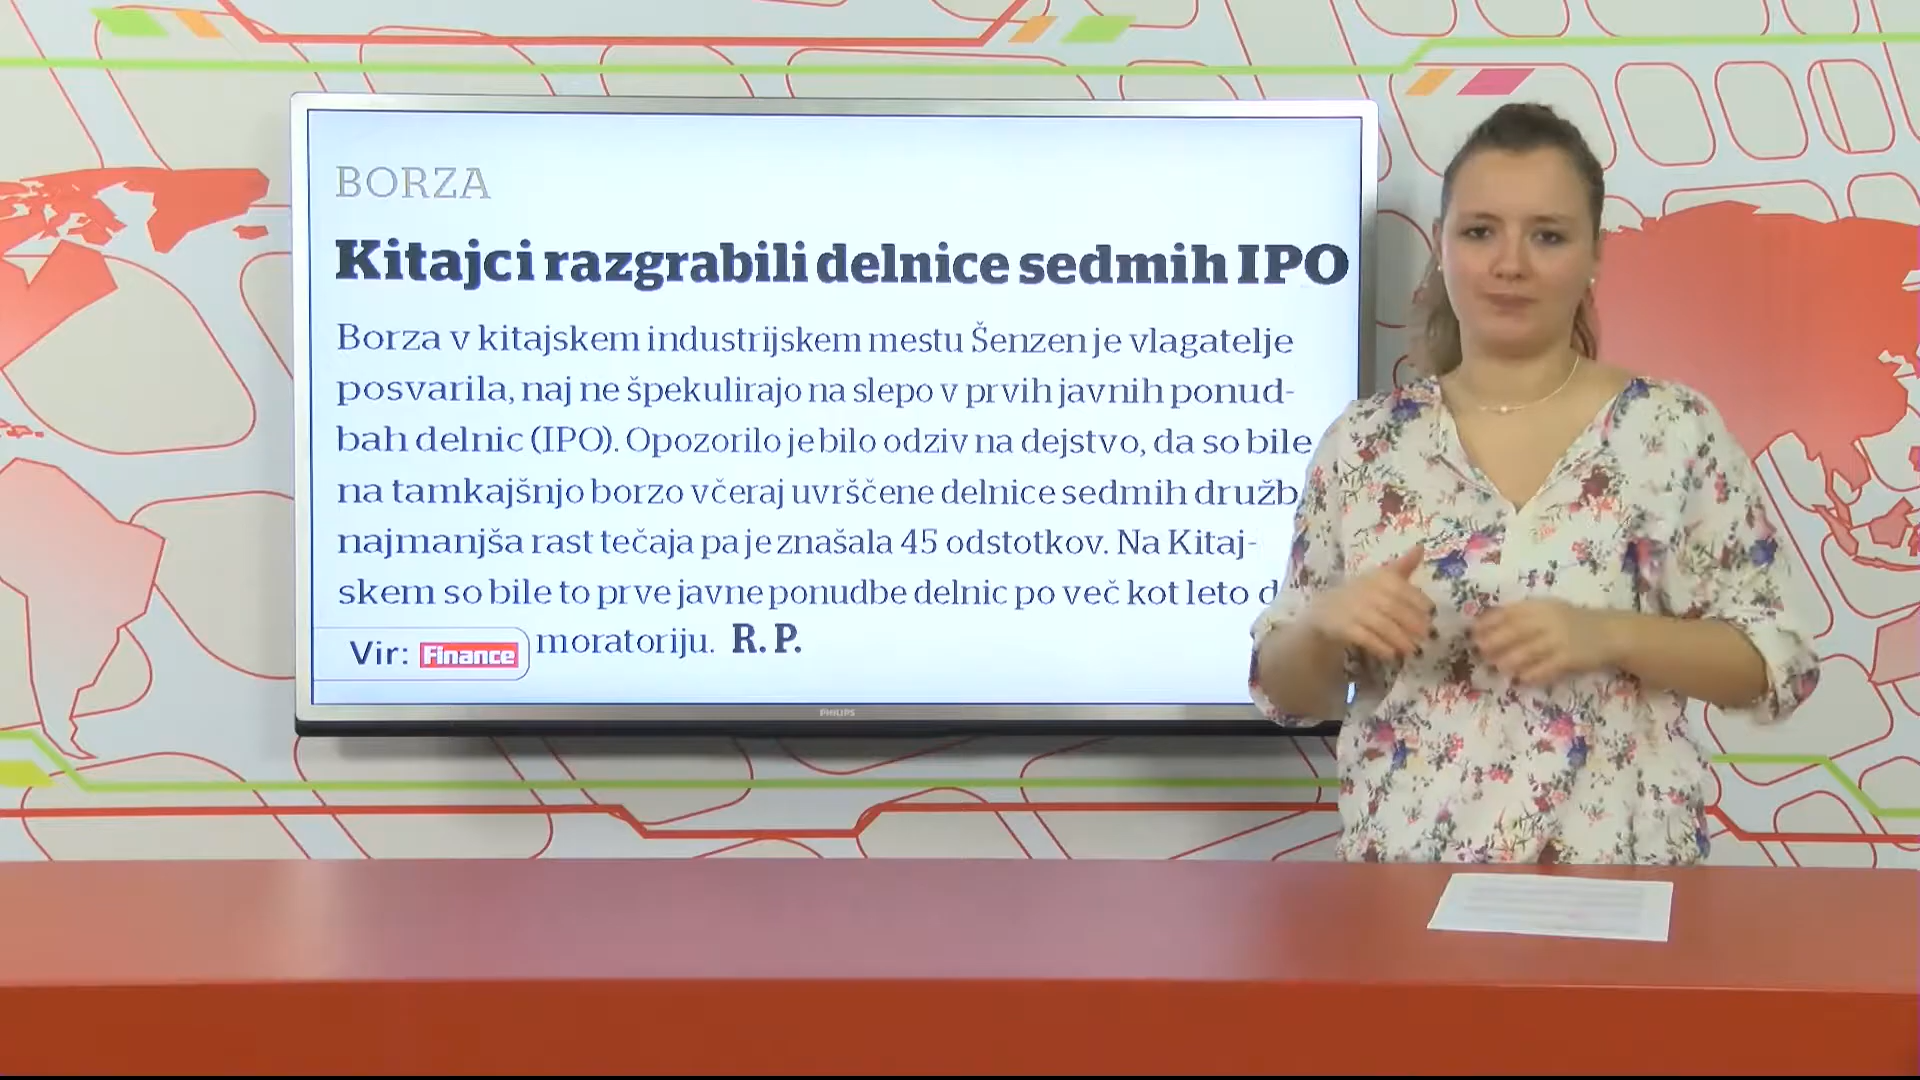 BORZA
Kitajci razgrabili delnice sedmih IPO
Borza v kitajskem industrijskem mestu Šenzen je vlagatelje
posvarila, naj ne špekulirajo na slepo v prvih javnih ponud-
bah delnic (IPO). Opozorilo je bilo odziv na dejstvo, da so bile
na tamkajšnjo borzo včeraj uvrščene delnice sedmih družb
najmanjša rast tečaja pa je znašala 45 odstotkov. Na Kitaj-
skem so bile to prve javne ponudbe delnic po več kot leto
moratoriju. R. P.
Vir: Finance
PHILIPS